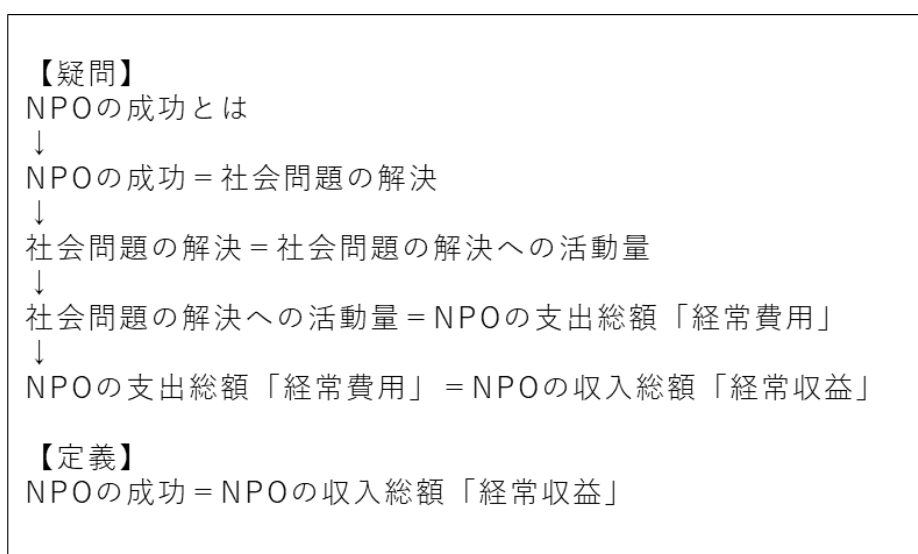 【疑問】
NPOの成功とは
↓
NPOの成功＝社会問題の解決
↓
社会問題の解決＝社会問題の解決への活動量
↓
社会問題の解決への活動量＝NPOの支出総額「経常費用」
↓
NPOの支出総額「経常費用」＝NPOの収入総額「経常収益」
【定義】
NPOの成功＝NPOの収入総額「経常収益」